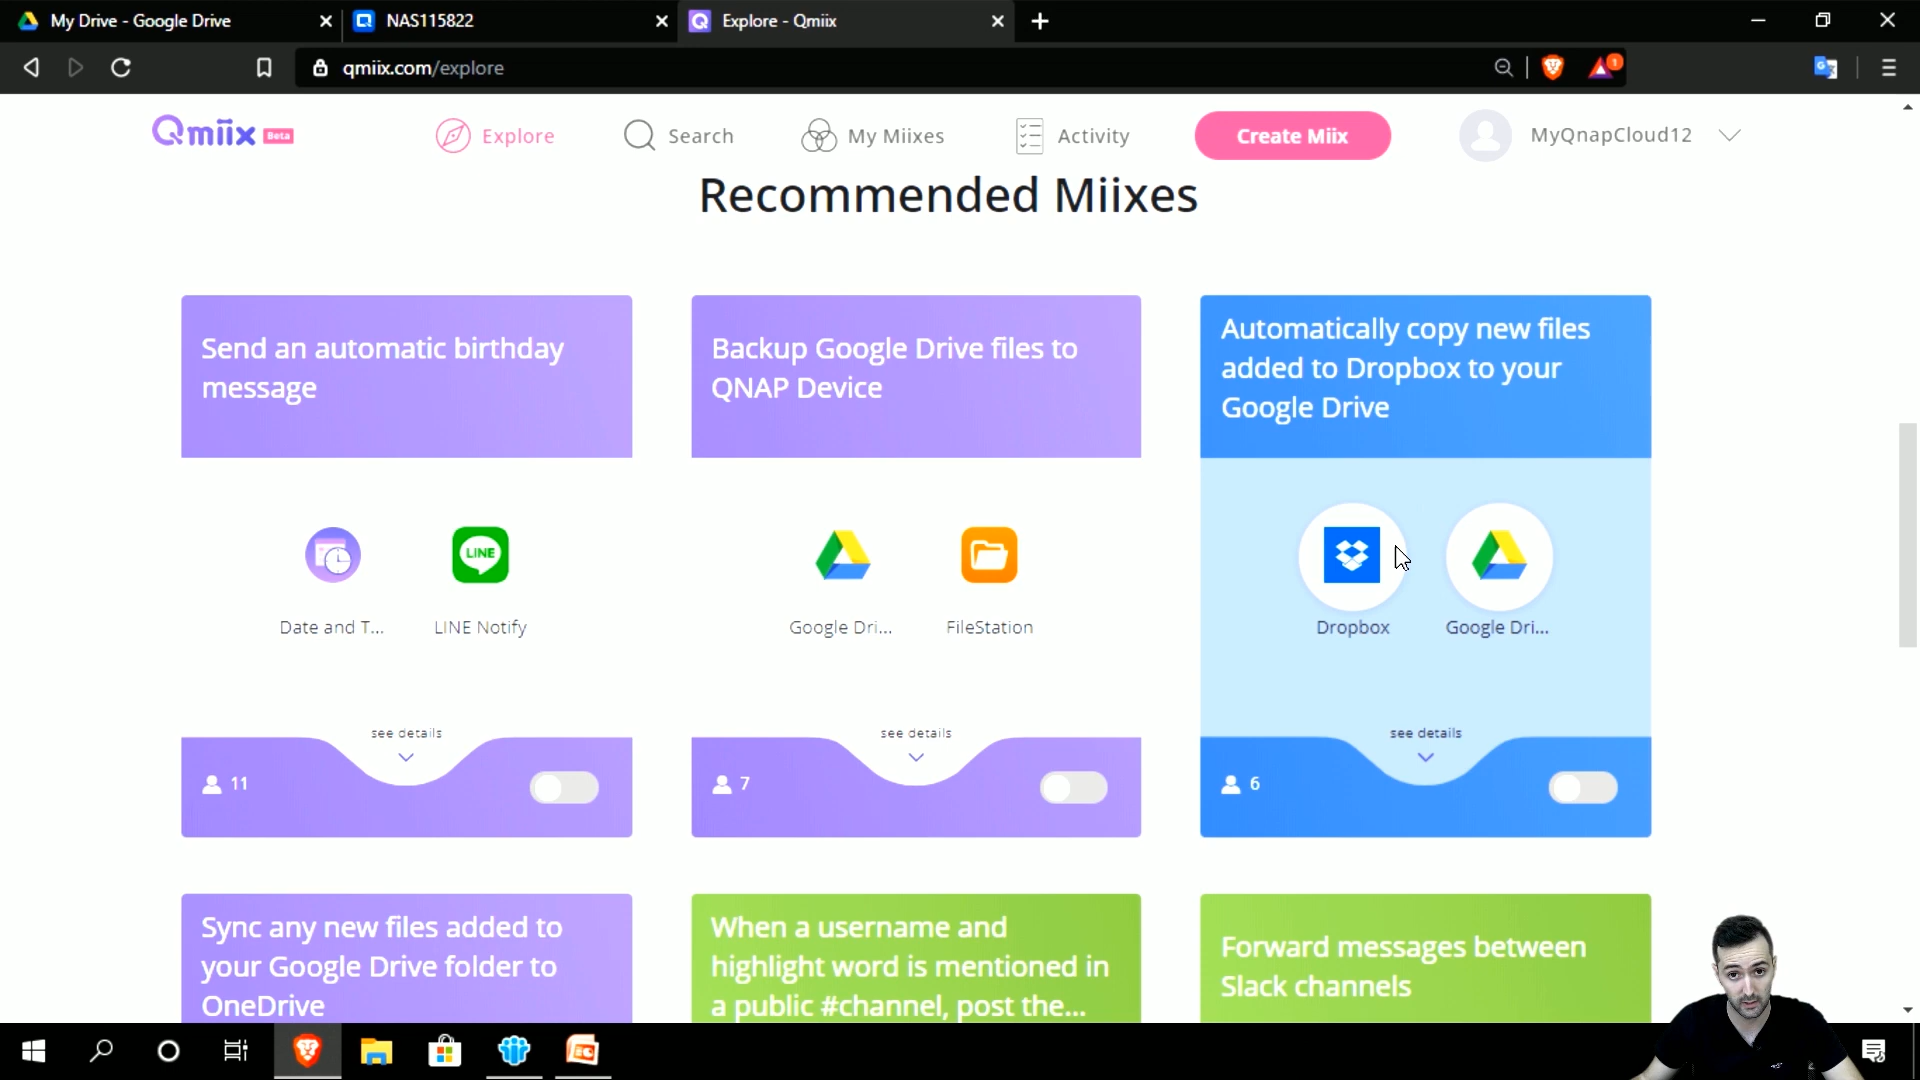 My Drive - Google Drive
NAS115822
Explore - Qmiix
qmiix.com/explore
1
Qmiix Beta
Explore
Search
My Miixes
Activity
Create Miix
MyQnapCloud12
Recommended Miixes
Send an automatic birthday
message
Date and T...
LINE
LINE Notify
see details
11
Backup Google Drive files to
QNAP Device
Google Dri...
FileStation
see details
7
Automatically copy new files
added to Dropbox to your
Google Drive
Dropbox
Google Dri...
see details
6
Sync any new files added to
your Google Drive folder to
OneDrive
When a username and
highlight word is mentioned in
a public #channel, post the...
Forward messages between
Slack channels